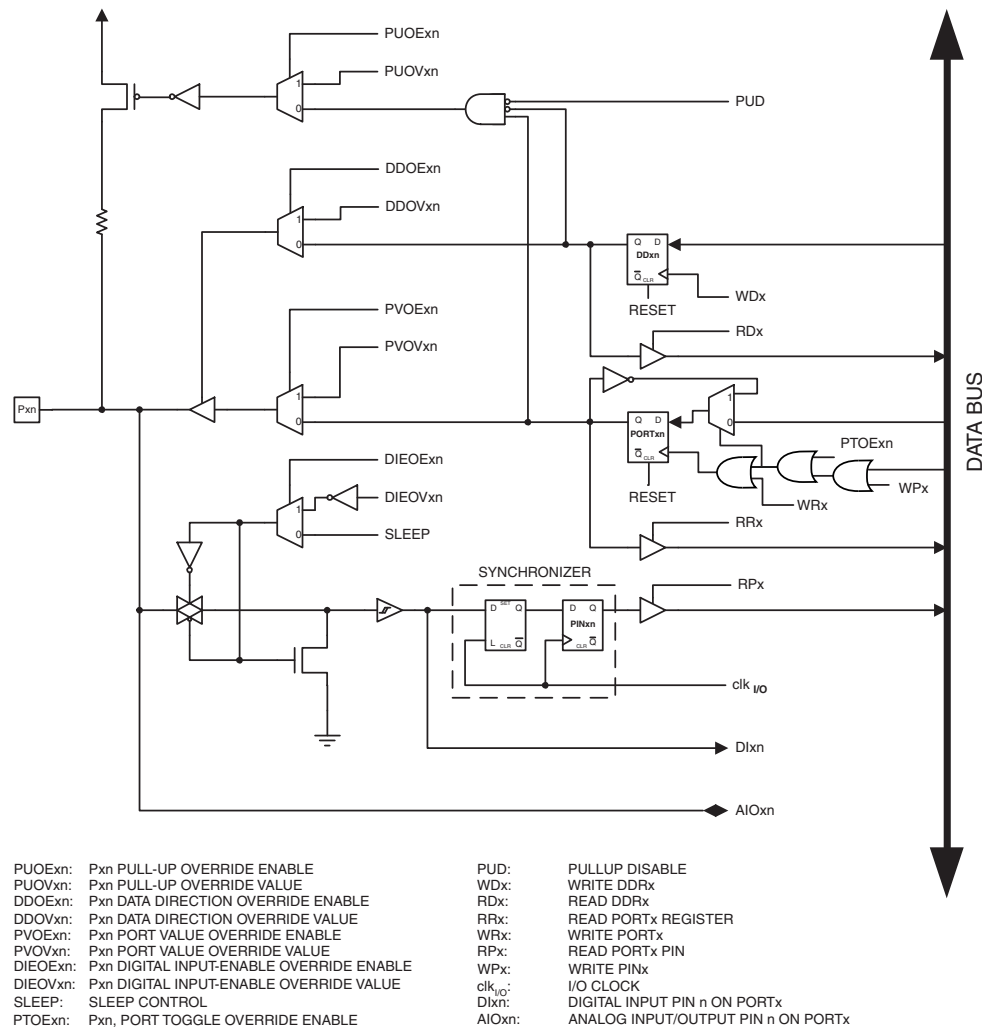 PUOExn
PUOVxn
1
0
PUD
DDOExn
DDOVxn
1
0
Q D
DDxn
Q CLR
WDx
RESET
PVOExn
RDx
PVOVxn
Pxn
1
0
1
0
Q D
PORTxn
Q CLR
PTOExn
DATA BUS
DIEOExn
WPx
RESET
WRx
DIEOVxn
1
0
SLEEP
RRx
SYNCHRONIZER
RPx
D SET Q
L CLR Q
D Q
PINxn
CLR Q
clk I/O
DIxn
AIOxn
PUOExn: Pxn PULL-UP OVERRIDE ENABLE
PUOVxn: Pxn PULL-UP OVERRIDE VALUE
DDOExn: Pxn DATA DIRECTION OVERRIDE ENABLE
DDOVxn: Pxn DATA DIRECTION OVERRIDE VALUE
PVOExn: Pxn PORT VALUE OVERRIDE ENABLE
PVOVxn: Pxn PORT VALUE OVERRIDE VALUE
DIEOExn: Pxn DIGITAL INPUT-ENABLE OVERRIDE ENABLE
DIEOVxn: Pxn DIGITAL INPUT-ENABLE OVERRIDE VALUE
SLEEP: SLEEP CONTROL
PTOExn: Pxn, PORT TOGGLE OVERRIDE ENABLE
PUD: PULLUP DISABLE
WDx: WRITE DDRx
RDx: READ DDRx
RRx: READ PORTx REGISTER
WRx: WRITE PORTx
RPx: READ PORTx PIN
WPx: WRITE PINx
clkI/O: I/O CLOCK
DIxn: DIGITAL INPUT PIN n ON PORTx
AIOxn: ANALOG INPUT/OUTPUT PIN n ON PORTx